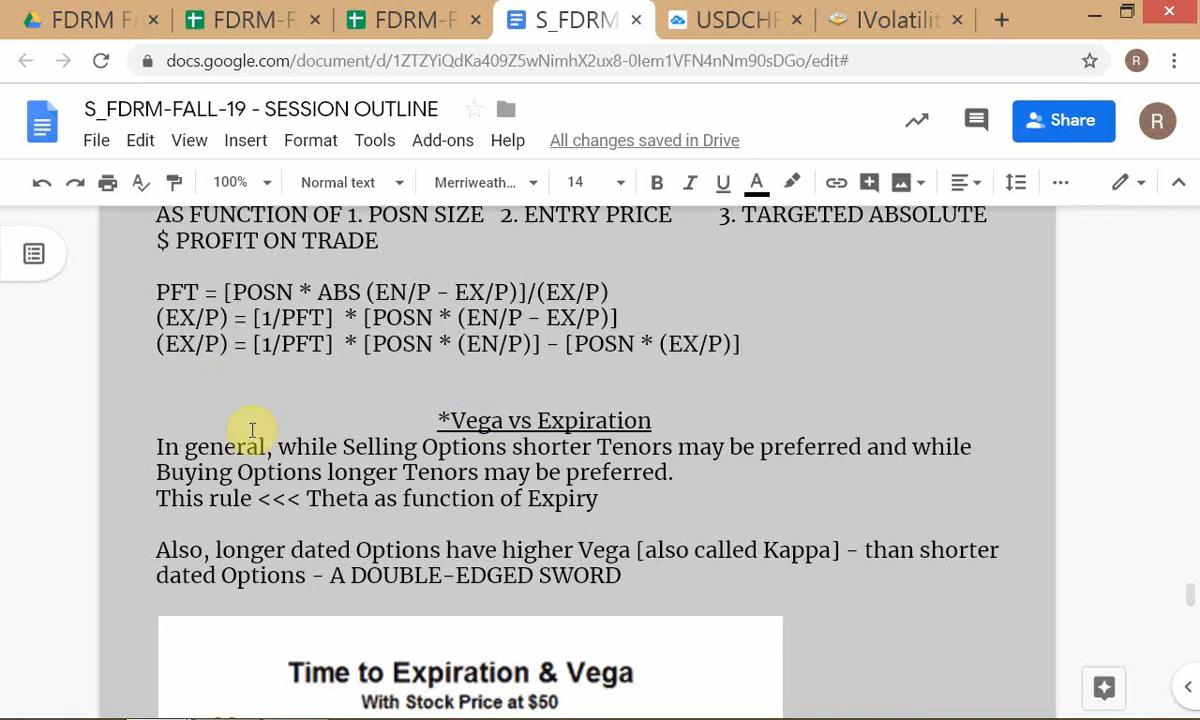 FDRM F
FDRM-F
FDRM-F
S_FDRM
USDCHF
IVolatilit
docs.google.com/document/d/1ZTZYiQdKa409Z5wNimhX2ux8-0Iem1VFN4nNm90sDGo/edit#
R
S_FDRM-FALL-19 - SESSION OUTLINE
File Edit View Insert Format Tools Add-ons Help All changes saved in Drive
Share
R
100% Normal text Merriweath... 14 B I U A
AS FUNCTION OF 1. POSN SIZE 2. ENTRY PRICE 3. TARGETED ABSOLUTE
$ PROFIT ON TRADE
PFT = [POSN * ABS (EN/P - EX/P)]/(EX/P)
(EX/P) = [1/PFT] * [POSN * (EN/P - EX/P)]
(EX/P) = [1/PFT] * [POSN * (EN/P)] - [POSN * (EX/P)]
*Vega vs Expiration
In general, while Selling Options shorter Tenors may be preferred and while
Buying Options longer Tenors may be preferred.
This rule <<< Theta as function of Expiry
Also, longer dated Options have higher Vega [also called Kappa] - than shorter
dated Options - A DOUBLE-EDGED SWORD
Time to Expiration & Vega
With Stock Price at $50